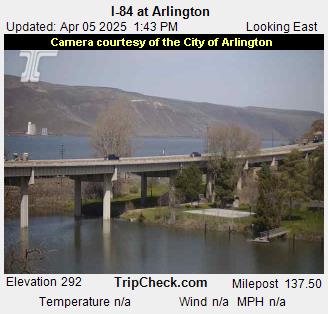 I-84 at Arlington
Updated: Apr 05 2025 1:43 PM Looking East
Camera courtesy of the City of Arlington
Elevation 292 TripCheck.com Milepost 137.50
Temperature n/a Wind n/a MPH n/a